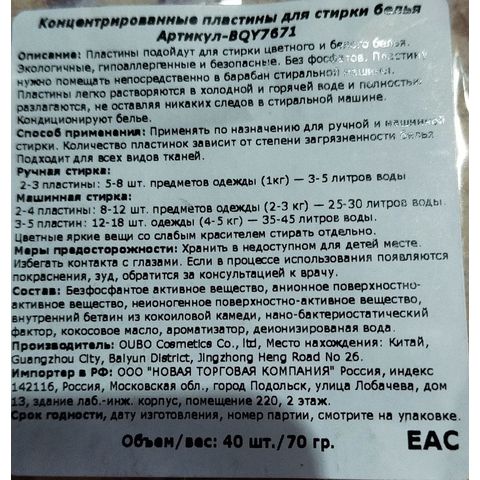 Концентрированные пластины для стирки белья
Артикул-BQY7671
Описание: Пластины подойдут для стирки цветного и белого белья.
Экологичные, гипоаллергенные и безопасные. Без фосфатов. Пластину
нужно помещать непосредственно в барабан стиральной машины.
Пластины легко растворяются в холодной и горячей воде и полностью
разлагаются, не оставляя никаких следов в стиральной машине.
Кондиционируют белье.
Способ применения: Применять по назначению для ручной и машинной
стирки. Количество пластинок зависит от степени загрязненности белья
Подходит для всех видов тканей.
Ручная стирка:
2-3 пластины: 5-8 шт. предметов одежды (1кг) — 3-5 литров воды
Машинная стирка:
2-4 пластины: 8-12 шт. предметов одежды (2-3 кг) — 25-30 литров воды.
3-5 пластин: 12-18 шт. одежды (4-5 кг) — 35-45 литров воды.
Цветные яркие вещи со слабым красителем стирать отдельно.
Меры предосторожности: Хранить в недоступном для детей месте.
Избегать контакта с глазами. Если в процессе использования появляются
покраснения, зуд, обратится за консультацией к врачу.
Состав: Безфосфантое активное вещество, анионное поверхностно-
активное вещество, неионогенное поверхностно-активное вещество,
внутренний бетаин из кокоиловой камеди, нано-бактериостатический
фактор, кокосовое масло, ароматизатор, деионизированная вода.
Производитель: OUBO Cosmetics Co., ltd, Место нахождения: Китай,
Guangzhou City, Baiyun District, Jingzhong Heng Road No 26.
Импортер в РФ: ООО "НОВАЯ ТОРГОВАЯ КОМПАНИЯ" Россия, индекс
142116, Россия, Московская обл., город Подольск, улица Лобачева, дом
13, здание лаб.-инж. корпус, помещение 220, 2 этаж.
Срок годности, дату изготовления, номер партии, смотрите на упаковке.
Объем/вес: 40 шт./70 гр. ЕАС